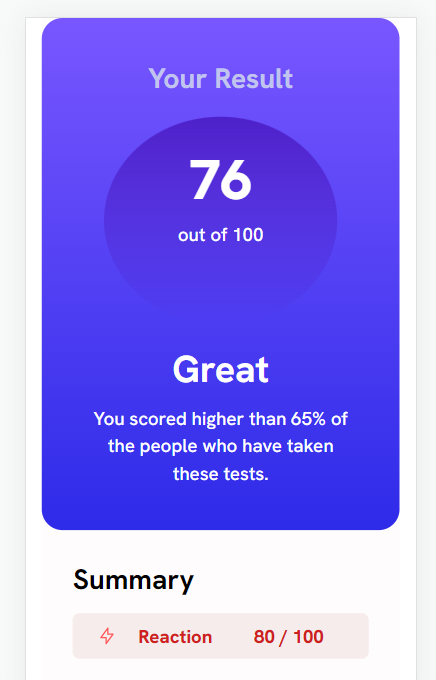 Your Result
76
out of 100
Great
You scored higher than 65% of
the people who have taken
these tests.
Summary
Reaction 80 / 100